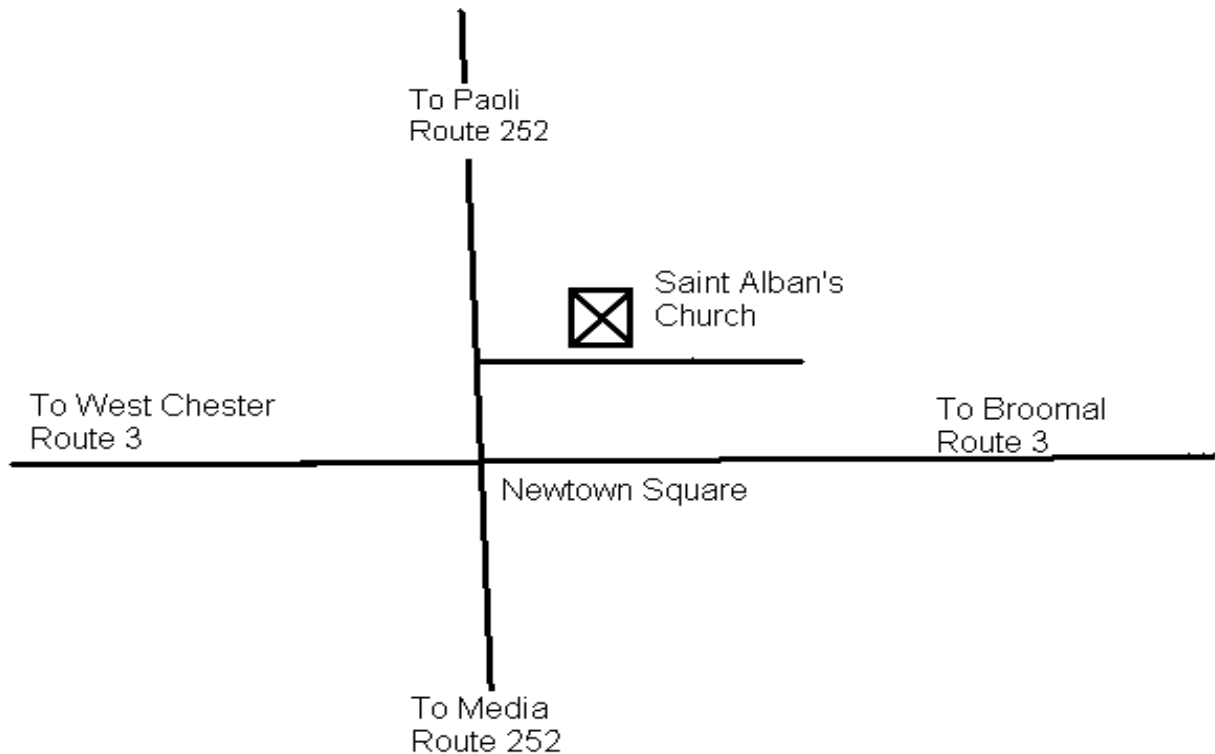 To Paoli
Route 252
Saint Alban's
Church
To West Chester
Route 3
To Broomal
Route 3
Newtown Square
To Media
Route 252